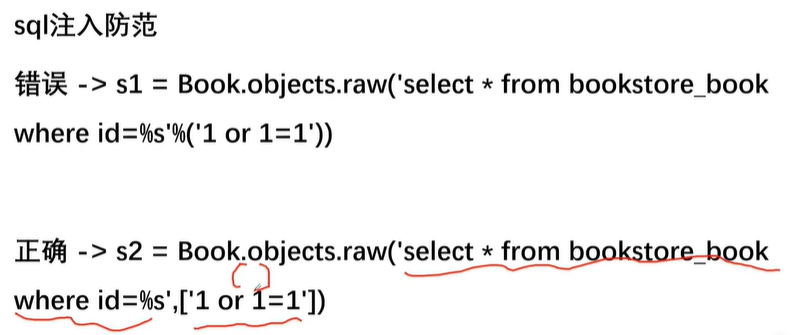 sql注入防范
错误 -> s1 = Book.objects.raw('select * from bookstore_book
where id=%s'%('1 or 1=1'))
正确 -> s2 = Book.objects.raw('select * from bookstore_book
where id=%s',['1 or 1=1'])